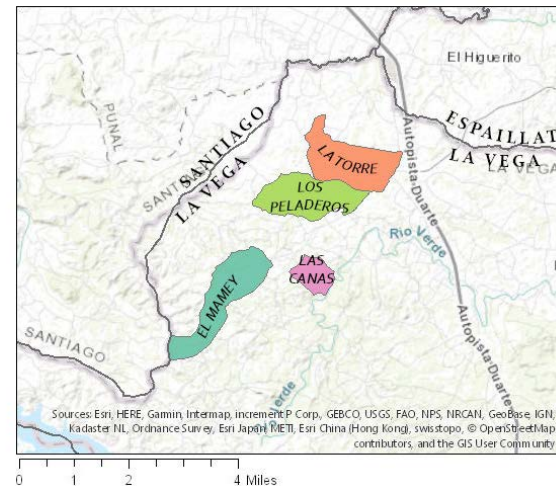 El Higuerito
PUNAL
SANTIAGO
ESPAILLAT
LA VEGA
LA VEGA
LA VEGA
LA TORRE
Autopista Duarte
LOS
PELADEROS
Rio Verde
LAS
CANAS
EL MAMEY
SANTIAGO
Autopista Duarte
Sources: Esri, HERE, Garmin, Intermap, increment P Corp., GEBCO, USGS, FAO, NPS, NRCAN, GeoBase, IGN,
Kadaster NL, Ordnance Survey, Esri Japan, METI, Esri China (Hong Kong), swisstopo, © OpenStreetMap
contributors, and the GIS User Community
0 1 2 4 Miles